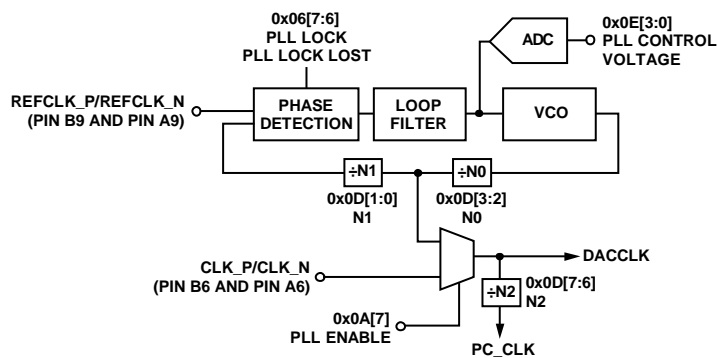 0x06[7:6]
PLL LOCK
PLL LOCK LOST
ADC
0x0E[3:0]
PLL CONTROL
VOLTAGE
REFCLK_P/REFCLK_N
(PIN B9 AND PIN A9)
PHASE
DETECTION
LOOP
FILTER
VCO
÷N1
÷N0
0x0D[1:0]
N1
0x0D[3:2]
N0
DACCLK
CLK_P/CLK_N
(PIN B6 AND PIN A6)
÷N2
0x0D[7:6]
N2
0x0A[7]
PLL ENABLE
PC_CLK